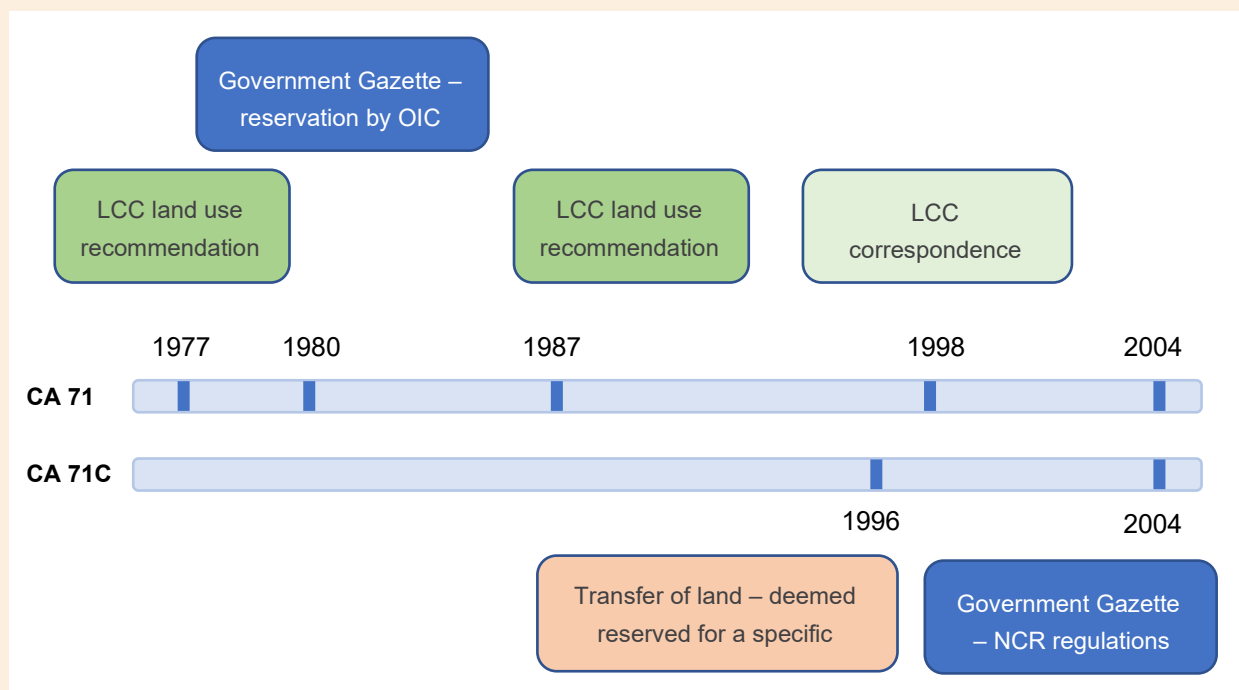 Government Gazette –
reservation by OIC
LCC land use
recommendation
LCC land use
recommendation
LCC
correspondence
1977
1980
1987
1998
2004
CA 71
CA 71C
1996
2004
Transfer of land – deemed
reserved for a specific
Government Gazette
– NCR regulations